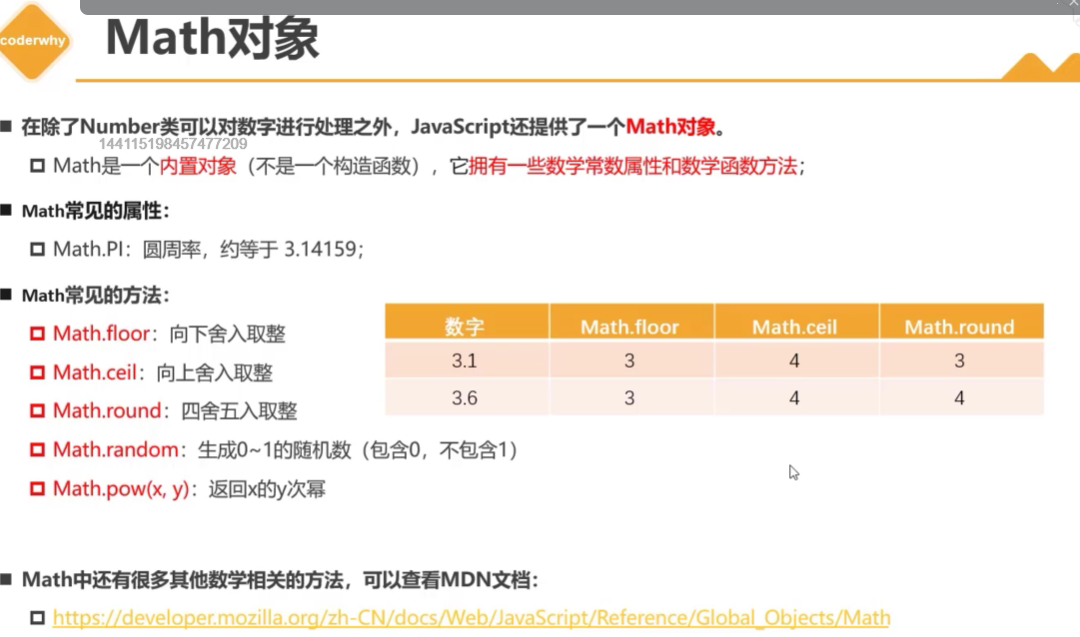 coderwhy
Math对象
在除了Number类可以对数字进行处理之外，JavaScript还提供了一个Math对象。
144115198457477209
Math是一个内置对象（不是一个构造函数），它拥有一些数学常数属性和数学函数方法；
Math常见的属性：
Math.PI：圆周率，约等于 3.14159；
Math常见的方法：
Math.floor：向下舍入取整
Math.ceil：向上舍入取整
Math.round：四舍五入取整
Math.random：生成0~1的随机数（包含0，不包含1）
Math.pow(x, y)：返回x的y次幂
数字 Math.floor Math.ceil Math.round
3.1 3 4 3
3.6 3 4 4
Math中还有很多其他数学相关的方法，可以查看MDN文档：
https://developer.mozilla.org/zh-CN/docs/Web/JavaScript/Reference/Global_Objects/Math